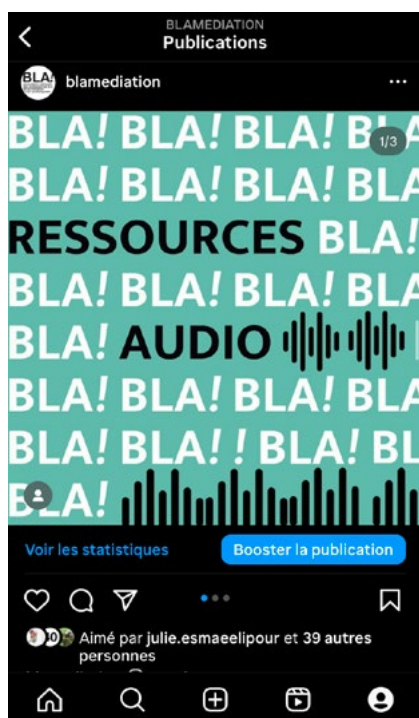 BLAMEDIATION
Publications
BLA!
blamediation
1/3
BLA! BLA! BLA! BLA
BLA! BLA! BLA! BLA
RESSOURCES BLA!
BLA! BLA! BLA! BLA
BLA! AUDIO
BLA! BLA! BLA! BLA
BLA! BLA! ! BLA! BL
BLA!
Voir les statistiques
Booster la publication
Aimé par julie.esmaeelipour et 39 autres
personnes